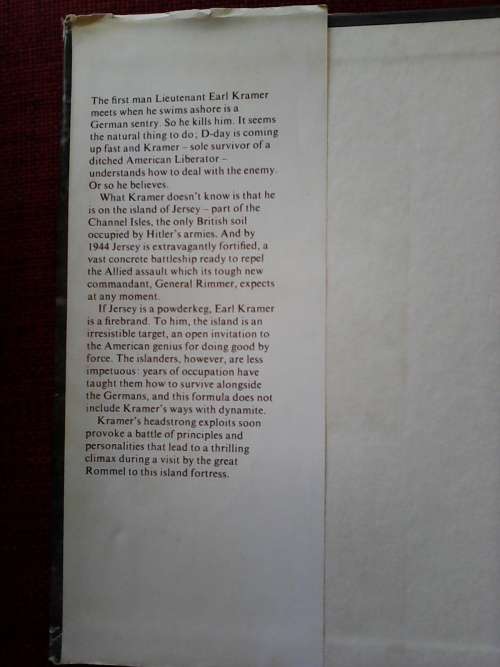 The first man Lieutenant Earl Kramer
meets when he swims ashore is a
German sentry. So he kills him. It seems
the natural thing to do; D-day is coming
up fast and Kramer – sole survivor of a
ditched American Liberator –
understands how to deal with the enemy.
Or so he believes.
What Kramer doesn't know is that he
is on the island of Jersey – part of the
Channel Isles, the only British soil
occupied by Hitler's armies. And by
1944 Jersey is extravagantly fortified, a
vast concrete battleship ready to repel
the Allied assault which its tough new
commandant, General Rimmer, expects
at any moment.
If Jersey is a powderkeg, Earl Kramer
is a firebrand. To him, the island is an
irresistible target, an open invitation to
the American genius for doing good by
force. The islanders, however, are less
impetuous: years of occupation have
taught them how to survive alongside
the Germans, and this formula does not
include Kramer's ways with dynamite.
Kramer's headstrong exploits soon
provoke a battle of principles and
personalities that lead to a thrilling
climax during a visit by the great
Rommel to this island fortress.